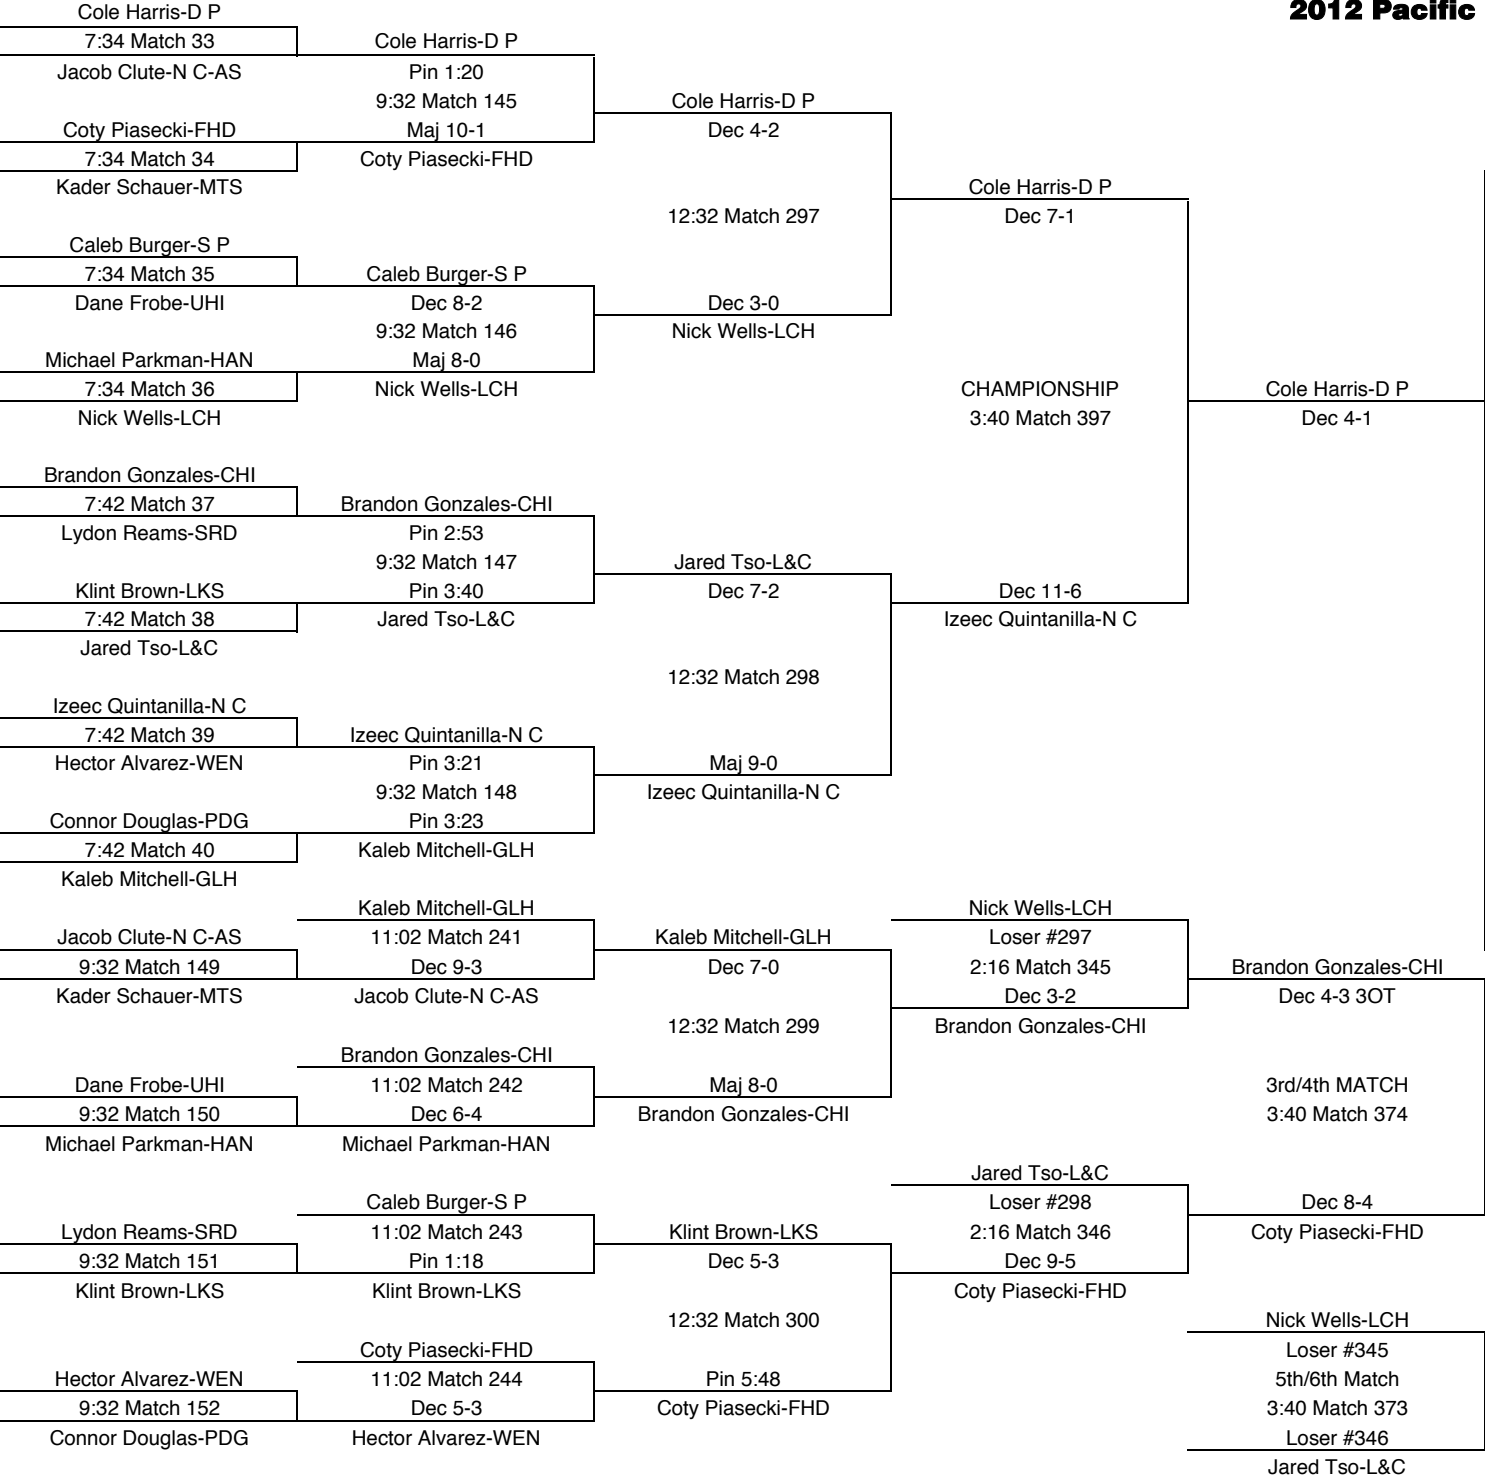 2012 Pacific
Cole Harris-D P
7:34 Match 33
Jacob Clute-N C-AS
Coty Piasecki-FHD
7:34 Match 34
Kader Schauer-MTS
Caleb Burger-S P
7:34 Match 35
Dane Frobe-UHI
Michael Parkman-HAN
7:34 Match 36
Nick Wells-LCH
Brandon Gonzales-CHI
7:42 Match 37
Lydon Reams-SRD
Klint Brown-LKS
7:42 Match 38
Jared Tso-L&C
Izeec Quintanilla-N C
7:42 Match 39
Hector Alvarez-WEN
Connor Douglas-PDG
7:42 Match 40
Kaleb Mitchell-GLH
Jacob Clute-N C-AS
9:32 Match 149
Kader Schauer-MTS
Dane Frobe-UHI
9:32 Match 150
Michael Parkman-HAN
Lydon Reams-SRD
9:32 Match 151
Klint Brown-LKS
Hector Alvarez-WEN
9:32 Match 152
Connor Douglas-PDG
Cole Harris-D P
Pin 1:20
9:32 Match 145
Maj 10-1
Coty Piasecki-FHD
Caleb Burger-S P
Dec 8-2
9:32 Match 146
Maj 8-0
Nick Wells-LCH
Brandon Gonzales-CHI
Pin 2:53
9:32 Match 147
Pin 3:40
Jared Tso-L&C
Izeec Quintanilla-N C
Pin 3:21
9:32 Match 148
Pin 3:23
Kaleb Mitchell-GLH
Kaleb Mitchell-GLH
11:02 Match 241
Dec 9-3
Jacob Clute-N C-AS
Brandon Gonzales-CHI
11:02 Match 242
Dec 6-4
Michael Parkman-HAN
Caleb Burger-S P
11:02 Match 243
Pin 1:18
Klint Brown-LKS
Coty Piasecki-FHD
11:02 Match 244
Dec 5-3
Hector Alvarez-WEN
Cole Harris-D P
Dec 4-2
12:32 Match 297
Dec 3-0
Nick Wells-LCH
Jared Tso-L&C
Dec 7-2
12:32 Match 298
Maj 9-0
Izeec Quintanilla-N C
Kaleb Mitchell-GLH
Dec 7-0
12:32 Match 299
Maj 8-0
Brandon Gonzales-CHI
Klint Brown-LKS
Dec 5-3
12:32 Match 300
Pin 5:48
Coty Piasecki-FHD
Cole Harris-D P
Dec 7-1
CHAMPIONSHIP
3:40 Match 397
Dec 11-6
Izeec Quintanilla-N C
Nick Wells-LCH
Loser #297
2:16 Match 345
Dec 3-2
Brandon Gonzales-CHI
Jared Tso-L&C
Loser #298
2:16 Match 346
Dec 9-5
Coty Piasecki-FHD
Cole Harris-D P
Dec 4-1
Brandon Gonzales-CHI
Dec 4-3 3OT
3rd/4th MATCH
3:40 Match 374
Dec 8-4
Coty Piasecki-FHD
Nick Wells-LCH
Loser #345
5th/6th Match
3:40 Match 373
Loser #346
Jared Tso-L&C